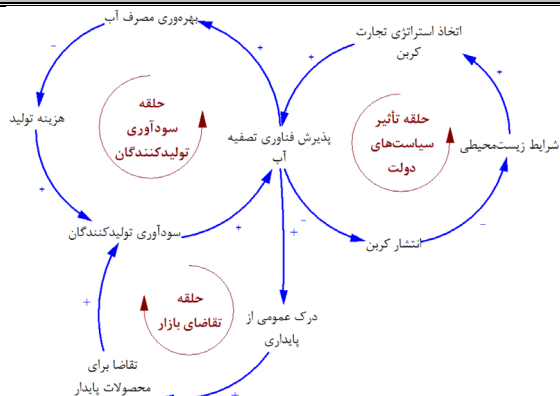 بهره‌وری مصرف آب
اتخاذ استراتژی تجارت
کربن
+
+
–
+
حلقه
سودآوری
تولیدکنندگان
هزینه تولید
پذیرش فناوری تصفیه
آب
حلقه تأثیر
سیاست‌های
دولت
شرایط زیست‌محیطی
+
+
–
+
–
سودآوری تولیدکنندگان
انتشار کربن
+
حلقه
تقاضای بازار
درک عمومی از
پایداری
تقاضا برای
محصولات پایدار
+